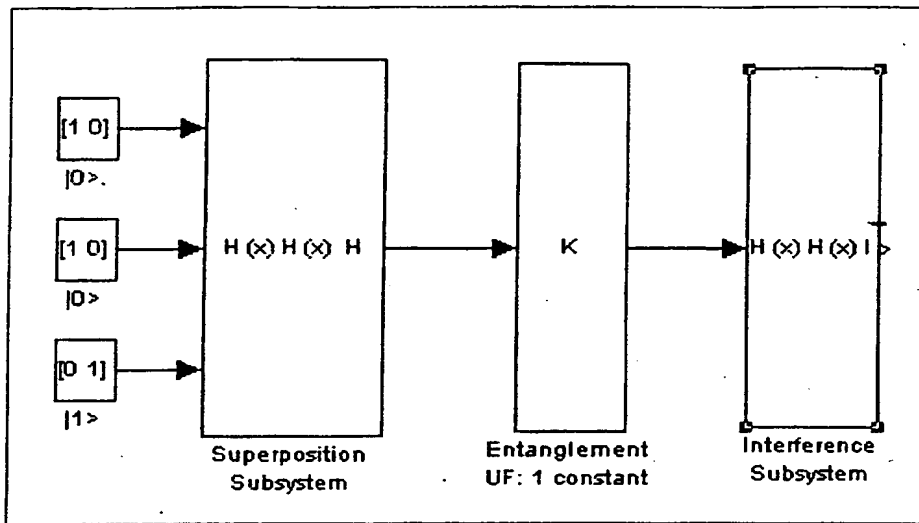 [1 0]
|0>.
[1 0]
|0>
[0 1]
|1>
H (x) H (x) H
Superposition
Subsystem
K
Entanglement
UF: 1 constant
H (x) H (x) I
Interference
Subsystem